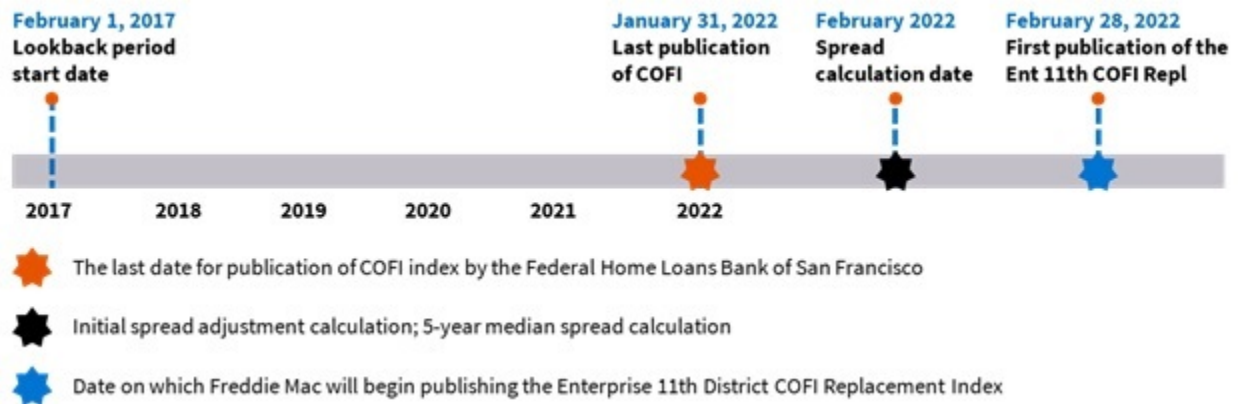 February 1, 2017
Lookback period
start date
January 31, 2022
Last publication
of COFI
February 2022
Spread
calculation date
February 28, 2022
First publication of the
Ent 11th COFI Repl
2017 2018 2019 2020 2021 2022
The last date for publication of COFI index by the Federal Home Loans Bank of San Francisco
Initial spread adjustment calculation; 5-year median spread calculation
Date on which Freddie Mac will begin publishing the Enterprise 11th District COFI Replacement Index